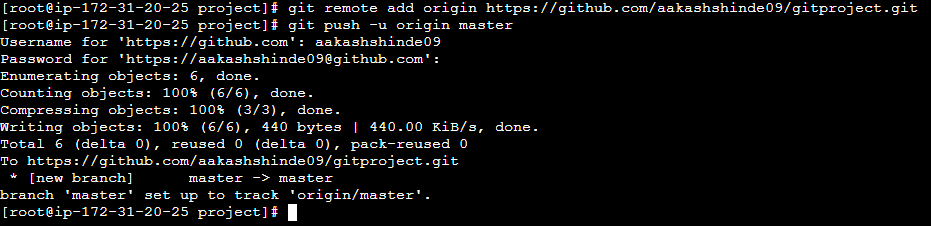 [root@ip-172-31-20-25 project]# git remote add origin https://github.com/aakashshinde09/gitproject.git
[root@ip-172-31-20-25 project]# git push -u origin master
Username for 'https://github.com': aakashshinde09
Password for 'https://aakashshinde09@github.com':
Enumerating objects: 6, done.
Counting objects: 100% (6/6), done.
Compressing objects: 100% (3/3), done.
Writing objects: 100% (6/6), 440 bytes | 440.00 KiB/s, done.
Total 6 (delta 0), reused 0 (delta 0), pack-reused 0
To https://github.com/aakashshinde09/gitproject.git
 * [new branch]      master -> master
branch 'master' set up to track 'origin/master'.
[root@ip-172-31-20-25 project]#